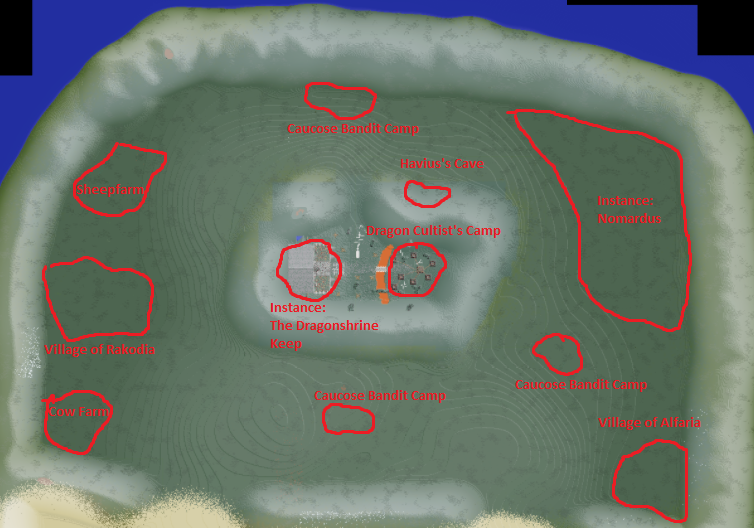 Caucose Bandit Camp
Havius's Cave
Sheepfarm
Instance:
Nomardus
Dragon Cultist's Camp
Instance:
The Dragonshrine
Keep
Village of Rakodia
Caucose Bandit Camp
Caucose Bandit Camp
Cow Farm
Village of Altaria